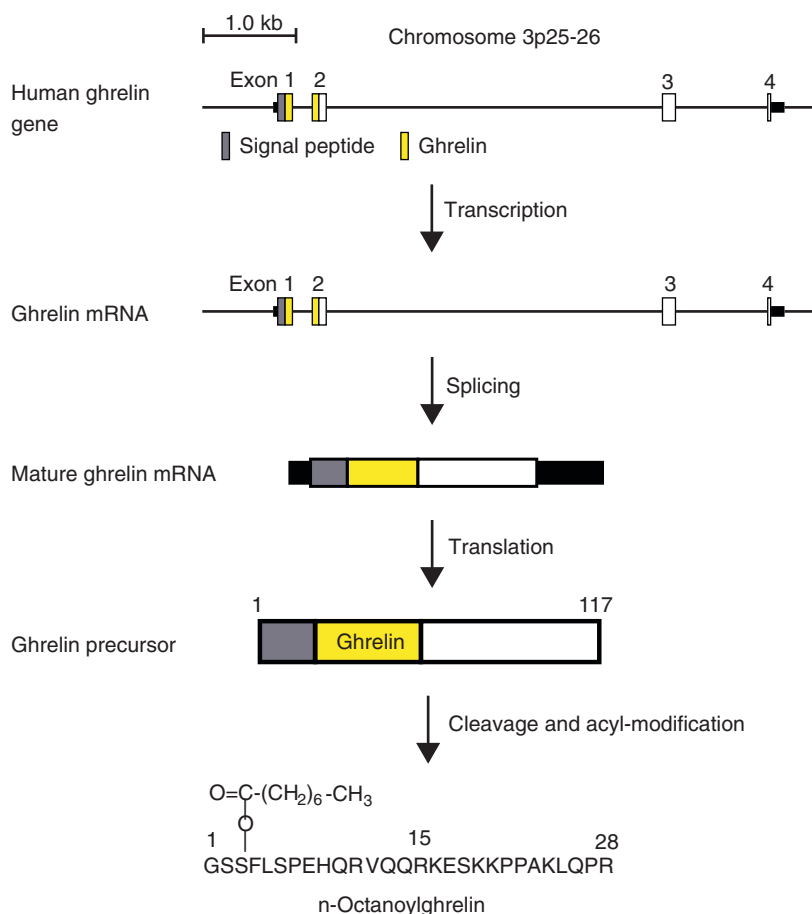 1.0 kb
Chromosome 3p25-26
Human ghrelin gene
Exon 1 2 3 4
Signal peptide
Ghrelin
Transcription
Exon 1 2 3 4
Ghrelin mRNA
Splicing
Mature ghrelin mRNA
Translation
1 117
Ghrelin precursor
Ghrelin
Cleavage and acyl-modification
O=C-(CH₂)₆-CH₃
O
1 15 28
GSSFLSPEHQRVQQRKESKKPPAKLQPR
n-Octanoylghrelin